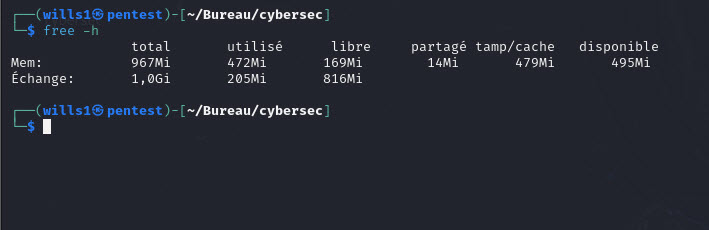 ┌──(wills1㉿pentest)-[~/Bureau/cybersec]
└─$ free -h
total utilisé libre partagé tamp/cache disponible
Mem: 967Mi 472Mi 169Mi 14Mi 479Mi 495Mi
Échange: 1,0Gi 205Mi 816Mi
┌──(wills1㉿pentest)-[~/Bureau/cybersec]
└─$